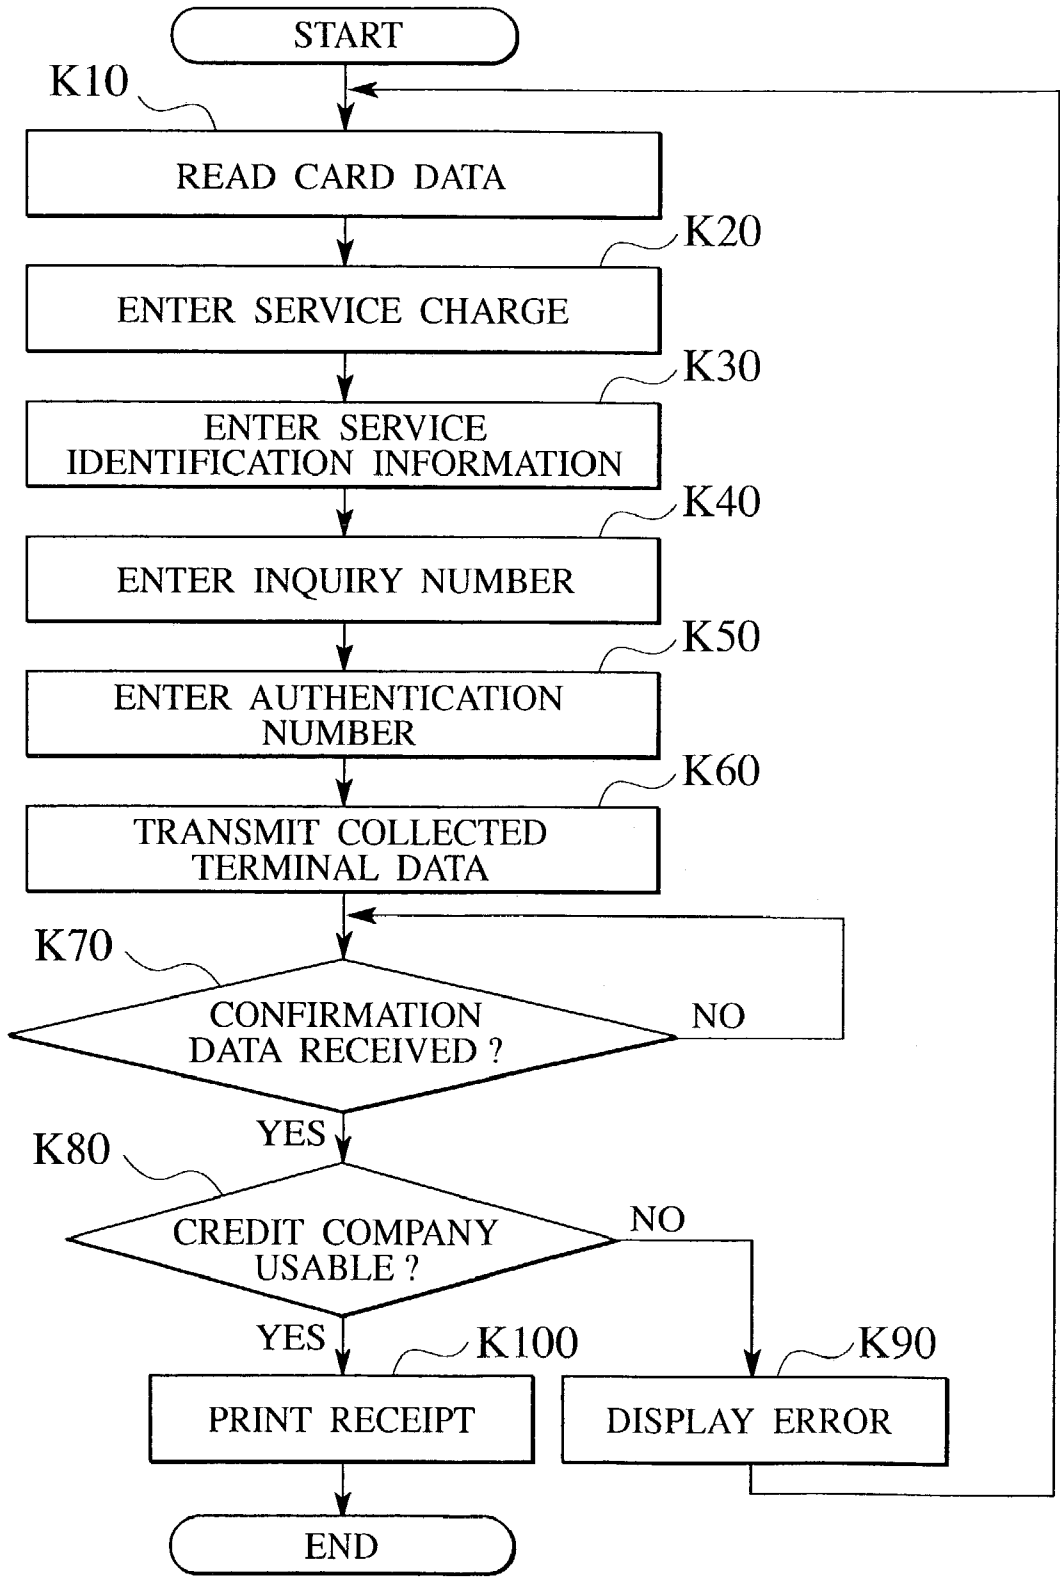 START
K10
READ CARD DATA
K20
ENTER SERVICE CHARGE
K30
ENTER SERVICE
IDENTIFICATION INFORMATION
K40
ENTER INQUIRY NUMBER
K50
ENTER AUTHENTICATION
NUMBER
K60
TRANSMIT COLLECTED
TERMINAL DATA
K70
CONFIRMATION
DATA RECEIVED ?
NO
YES
K80
CREDIT COMPANY
USABLE ?
NO
YES
K100
PRINT RECEIPT
K90
DISPLAY ERROR
END